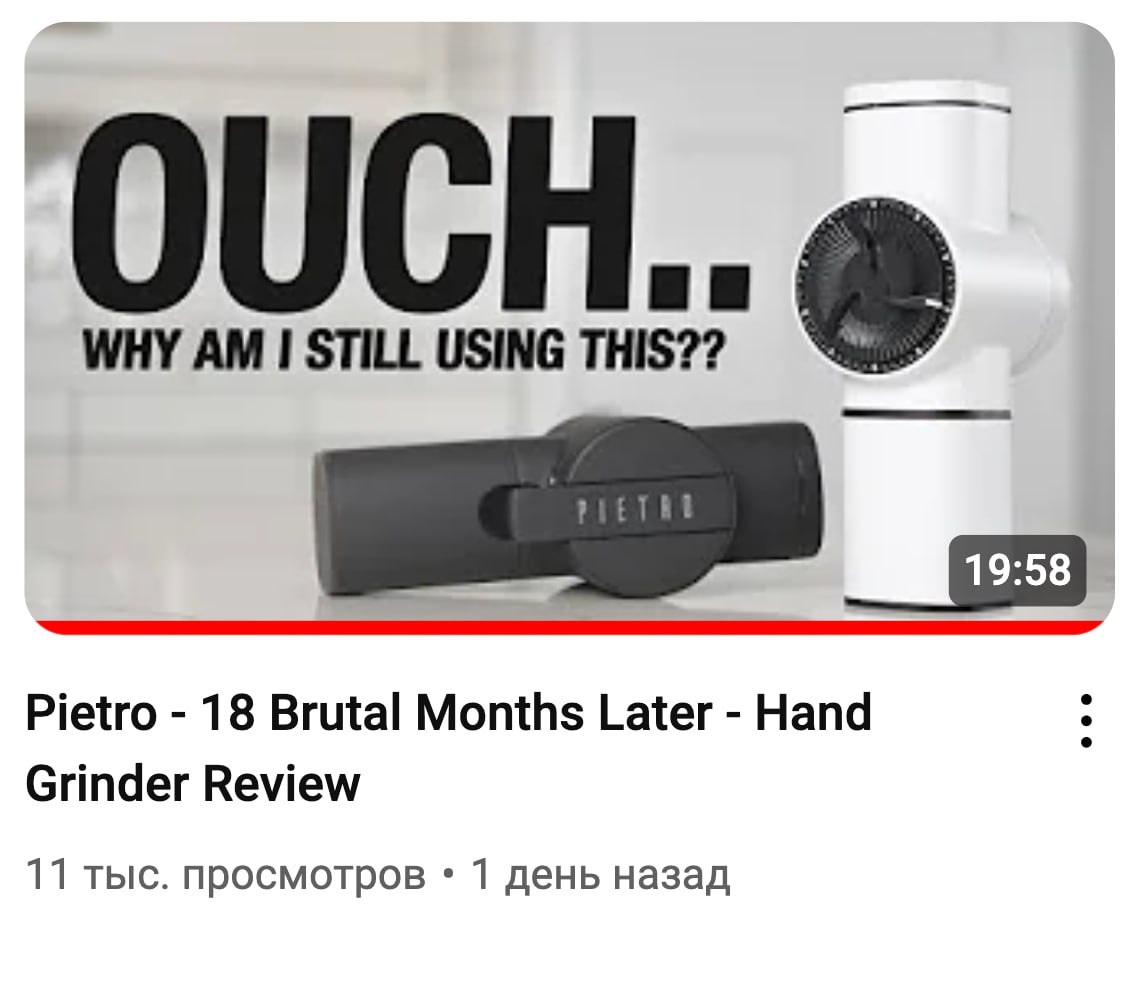 OUCH..
WHY AM I STILL USING THIS??
PIETRO
19:58
Pietro - 18 Brutal Months Later - Hand
Grinder Review
11 тыс. просмотров • 1 день назад